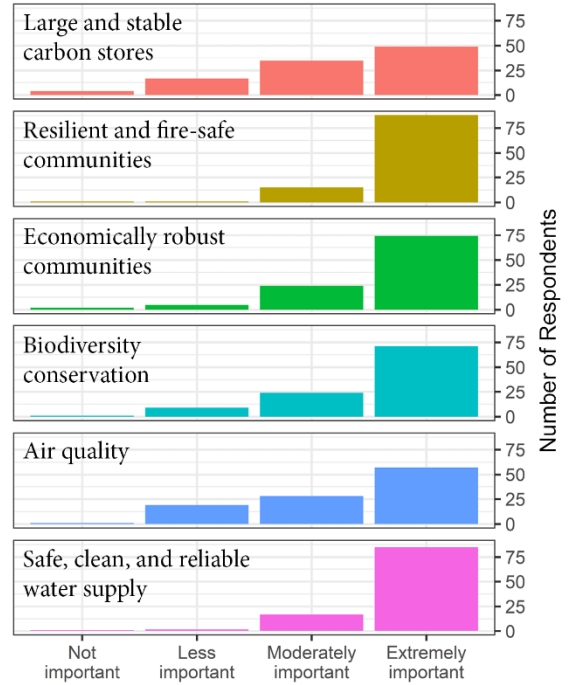 Large and stable
carbon stores
75
50
25
0
Resilient and fire-safe
communities
75
50
25
0
Economically robust
communities
75
50
25
0
Biodiversity
conservation
75
50
25
0
Air quality
75
50
25
0
Safe, clean, and reliable
water supply
75
50
25
0
Number of Respondents
Not
important
Less
important
Moderately
important
Extremely
important